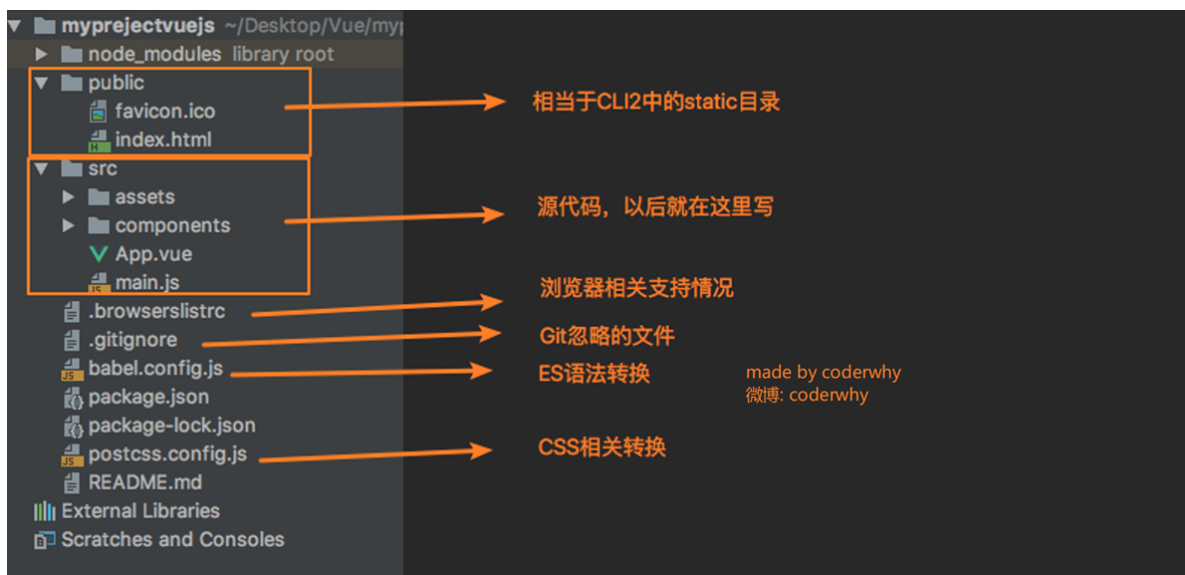 myprejectvuejs ~/Desktop/Vue/my
node_modules library root
public
favicon.ico
相当于CLI2中的static目录
index.html
src
assets
源代码，以后就在这里写
components
App.vue
main.js
浏览器相关支持情况
.browserslistrc
.gitignore
Git忽略的文件
babel.config.js
ES语法转换
made by coderwhy
微博: coderwhy
package.json
package-lock.json
postcss.config.js
CSS相关转换
README.md
External Libraries
Scratches and Consoles